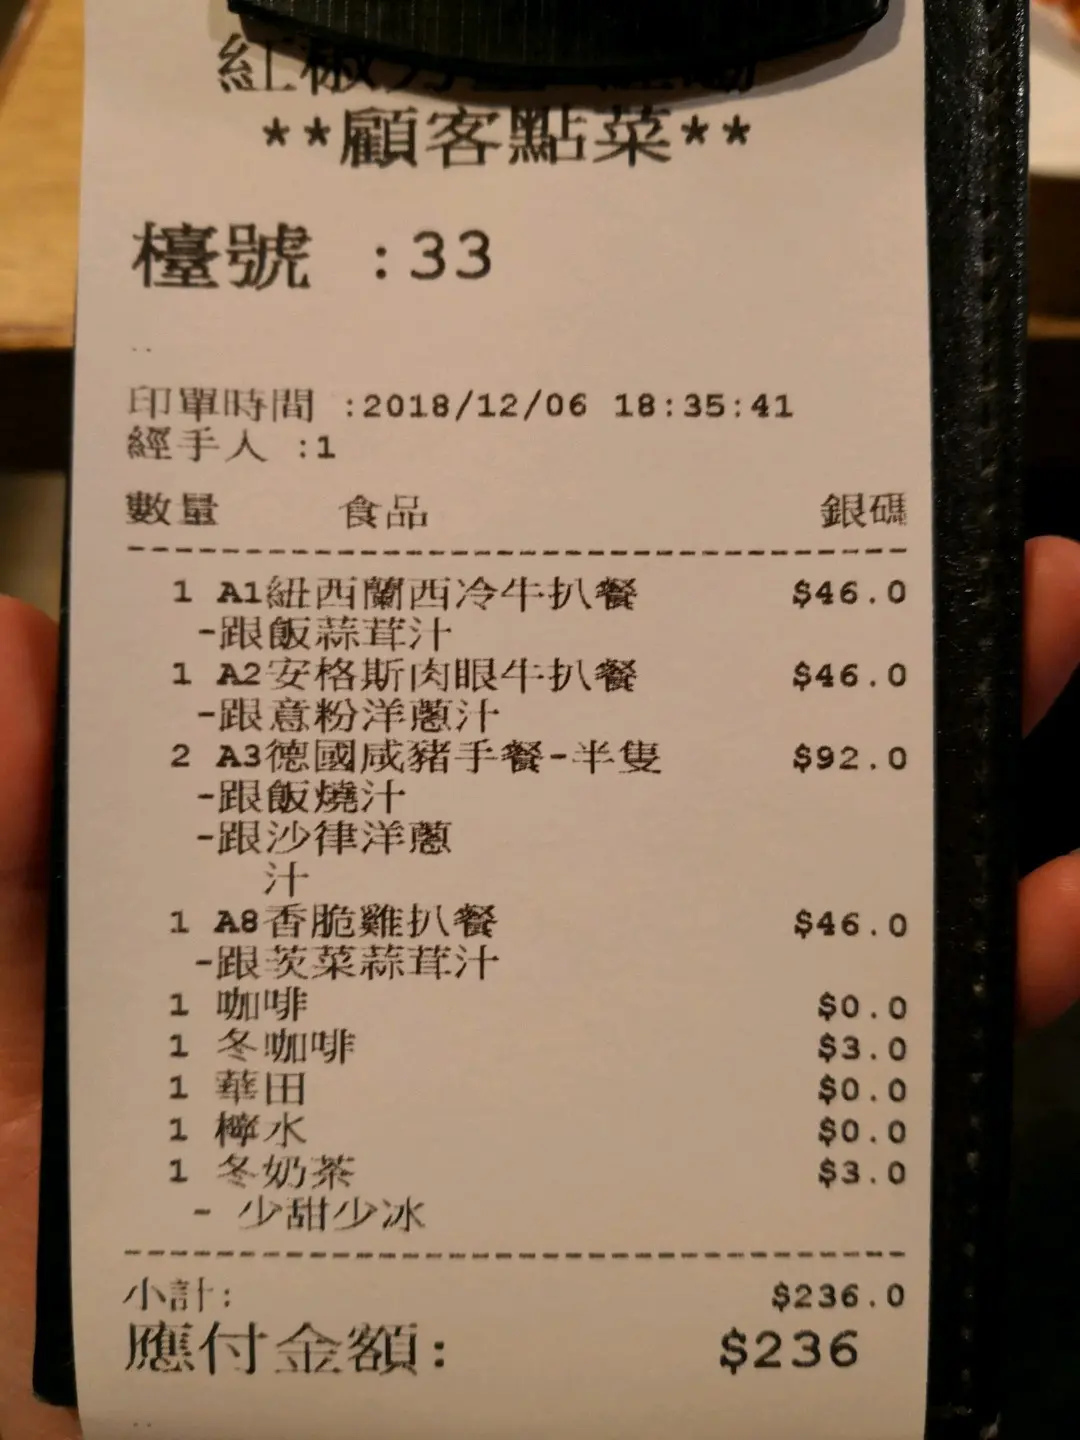 紅椒
**顧客點菜**
檯號 :33
..
印單時間 :2018/12/06 18:35:41
經手人 :1
數量 食品 銀碼
1 A1紐西蘭西冷牛扒餐 $46.0
-跟飯蒜茸汁
1 A2安格斯肉眼牛扒餐 $46.0
-跟意粉洋蔥汁
2 A3德國咸豬手餐-半隻 $92.0
-跟飯燒汁
-跟沙律洋蔥
汁
1 A8香脆雞扒餐 $46.0
-跟茨菜蒜茸汁
1 咖啡 $0.0
1 冬咖啡 $3.0
1 華田 $0.0
1 檸水 $0.0
1 冬奶茶 $3.0
- 少甜少冰
小計: $236.0
應付金額: $236
..